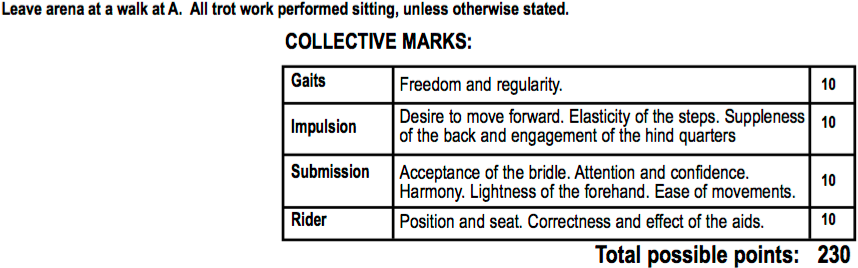 Leave arena at a walk at A. All trot work performed sitting, unless otherwise stated.
COLLECTIVE MARKS:
Gaits Freedom and regularity. 10
Impulsion Desire to move forward. Elasticity of the steps. Suppleness 10
of the back and engagement of the hind quarters
Submission Acceptance of the bridle. Attention and confidence. 10
Harmony. Lightness of the forehand. Ease of movements.
Rider Position and seat. Correctness and effect of the aids. 10
Total possible points: 230